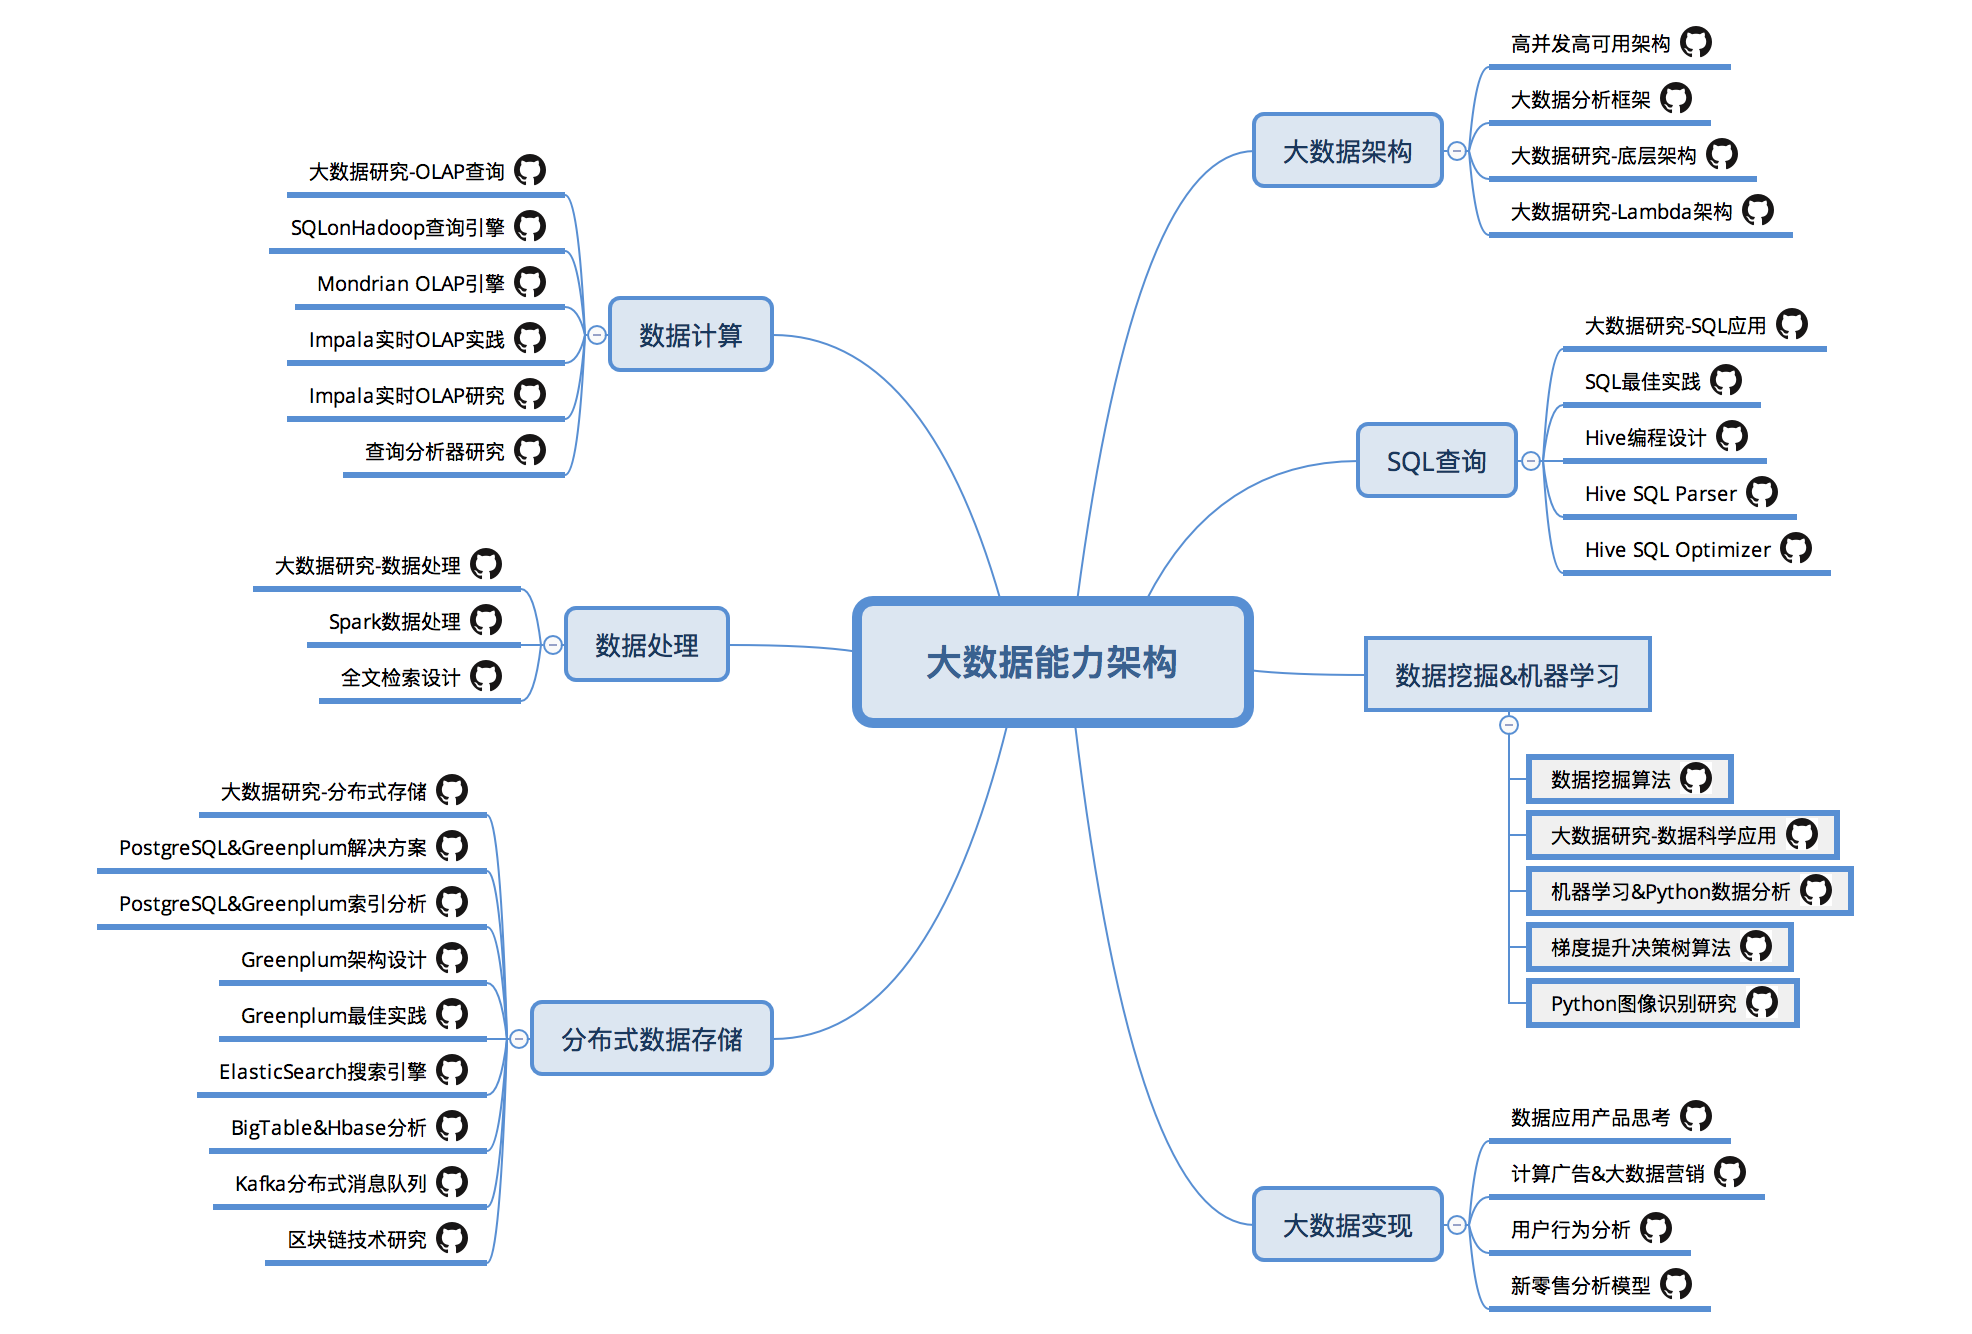 大数据能力架构
大数据架构
高并发高可用架构
大数据分析框架
大数据研究-底层架构
大数据研究-Lambda架构
SQL查询
大数据研究-SQL应用
SQL最佳实践
Hive编程设计
Hive SQL Parser
Hive SQL Optimizer
数据挖掘&机器学习
数据挖掘算法
大数据研究-数据科学应用
机器学习&Python数据分析
梯度提升决策树算法
Python图像识别研究
大数据变现
数据应用产品思考
计算广告&大数据营销
用户行为分析
新零售分析模型
数据计算
大数据研究-OLAP查询
SQLonHadoop查询引擎
Mondrian OLAP引擎
Impala实时OLAP实践
Impala实时OLAP研究
查询分析器研究
数据处理
大数据研究-数据处理
Spark数据处理
全文检索设计
分布式数据存储
大数据研究-分布式存储
PostgreSQL&Greenplum解决方案
PostgreSQL&Greenplum索引分析
Greenplum架构设计
Greenplum最佳实践
ElasticSearch搜索引擎
BigTable&Hbase分析
Kafka分布式消息队列
区块链技术研究